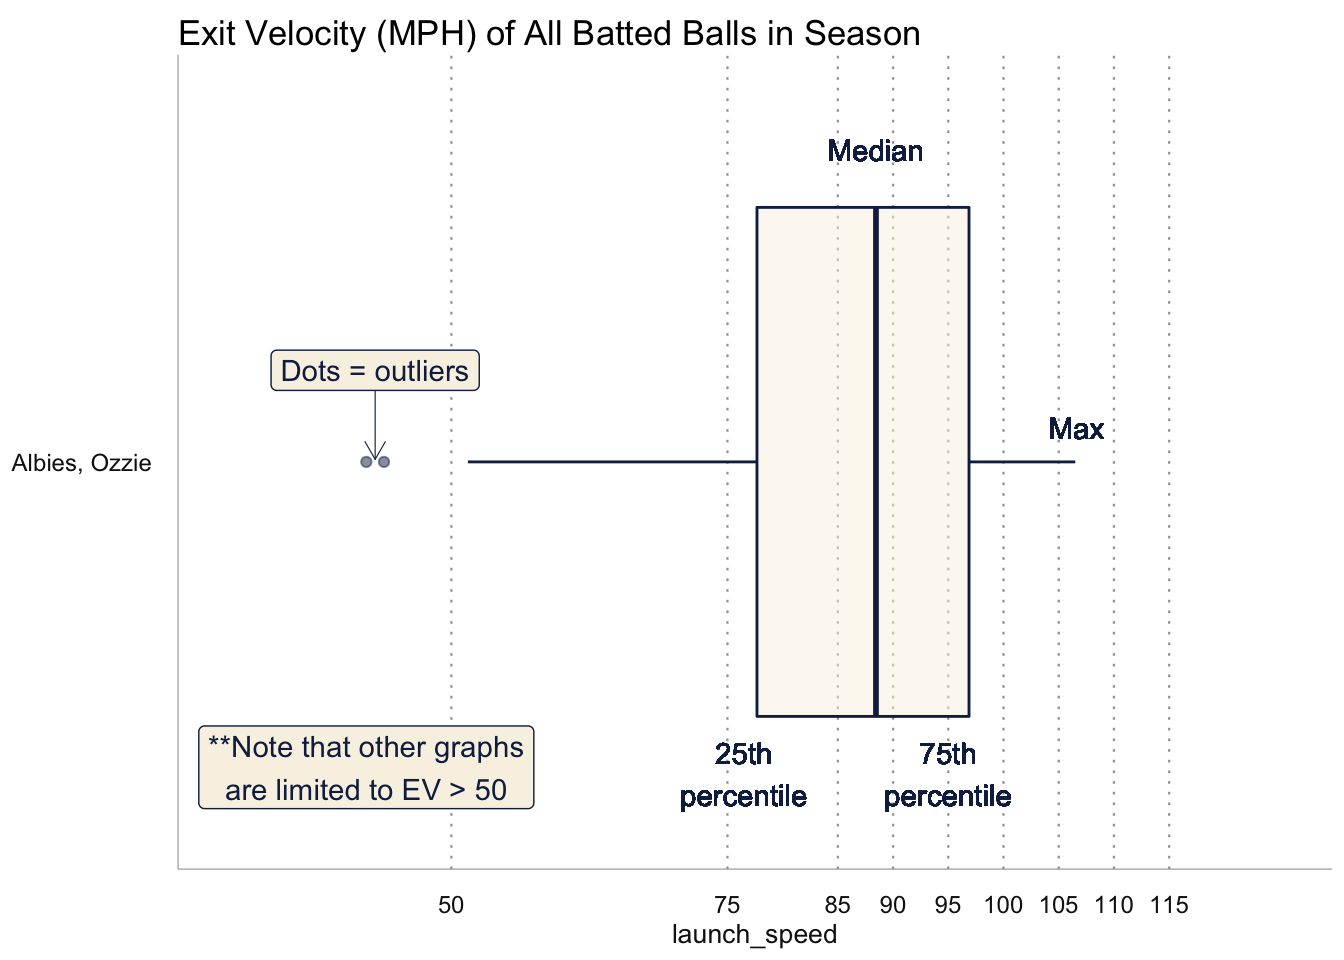 Exit Velocity (MPH) of All Batted Balls in Season
Median
Dots = outliers
Max
Albies, Ozzie
**Note that other graphs
are limited to EV > 50
25th
percentile
75th
percentile
50 75 85 90 95 100 105 110 115
launch_speed